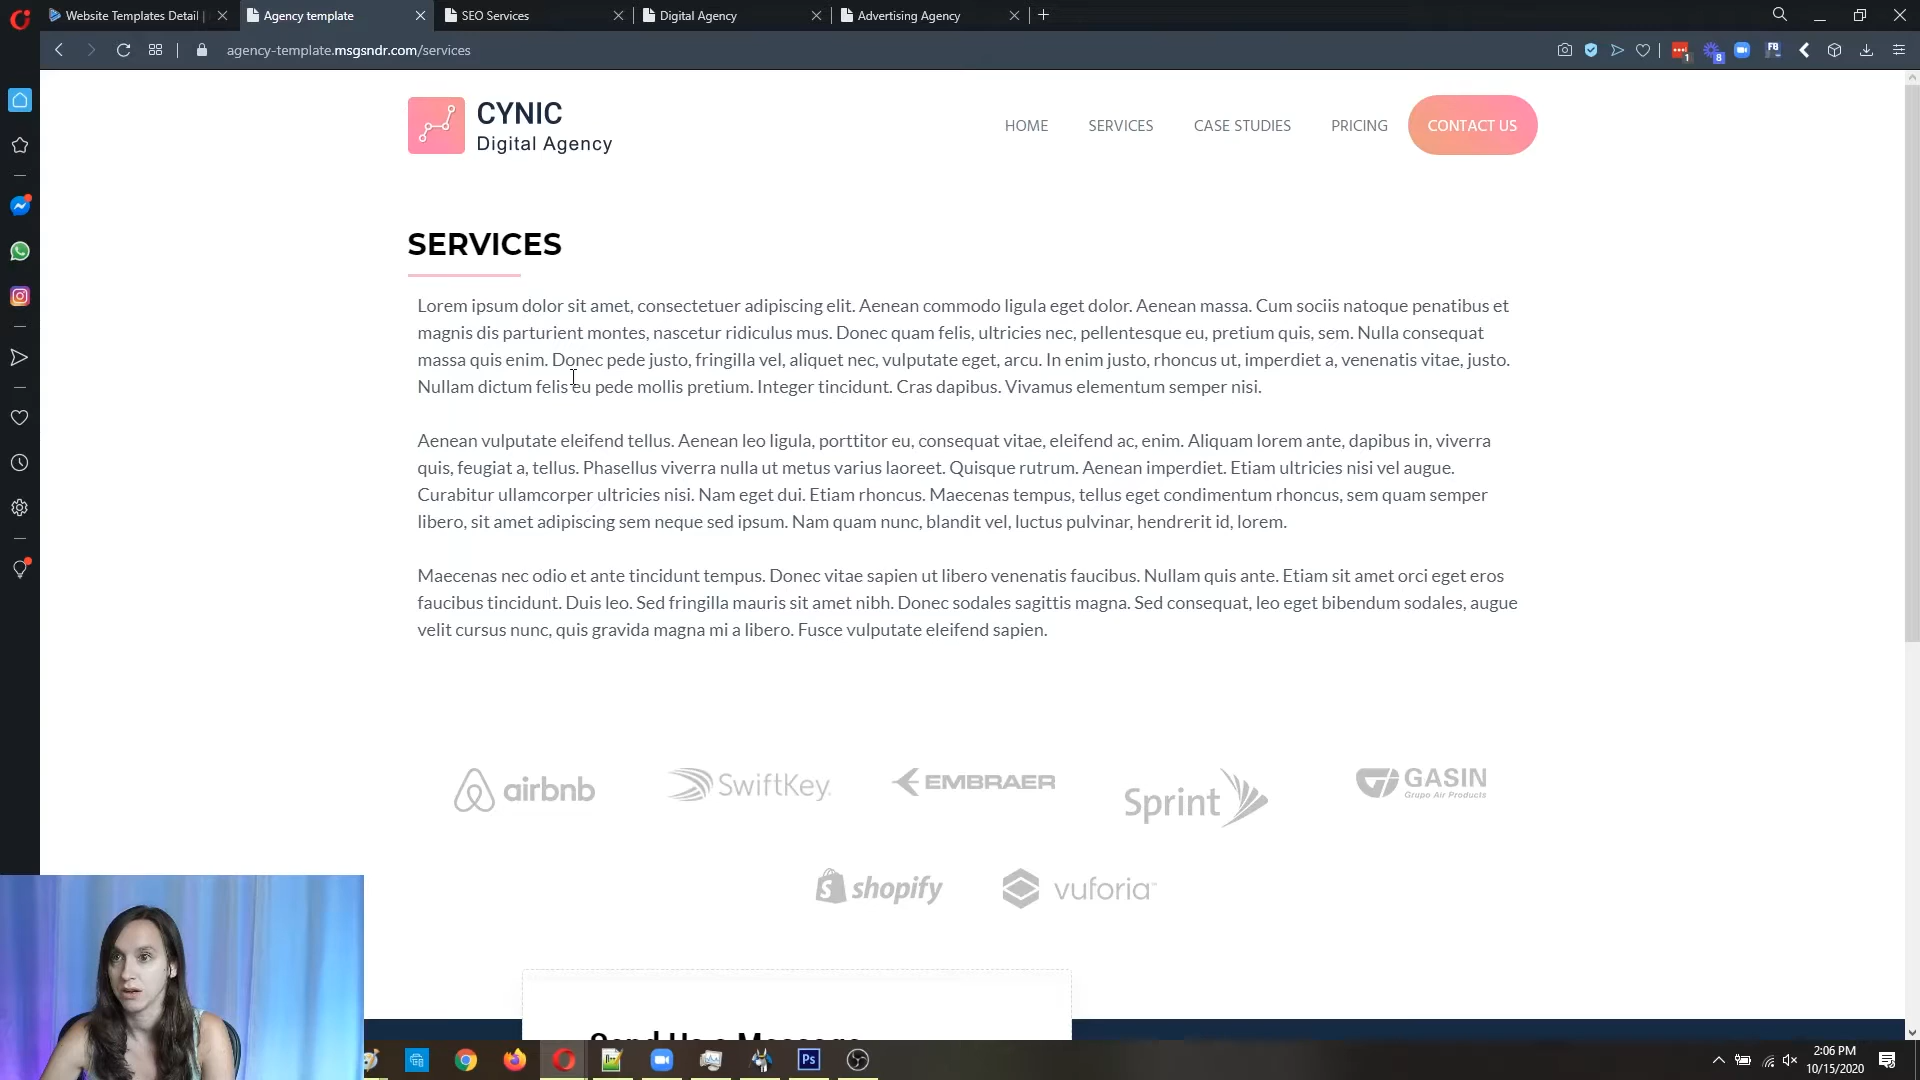 Website Templates Detail
Agency template
SEO Services
Digital Agency
Advertising Agency
agency-template.msgsndr.com/services
1
8
FB
CYNIC
Digital Agency
HOME
SERVICES
CASE STUDIES
PRICING
CONTACT US
SERVICES
Lorem ipsum dolor sit amet, consectetuer adipiscing elit. Aenean commodo ligula eget dolor. Aenean massa. Cum sociis natoque penatibus et
magnis dis parturient montes, nascetur ridiculus mus. Donec quam felis, ultricies nec, pellentesque eu, pretium quis, sem. Nulla consequat
massa quis enim. Donec pede justo, fringilla vel, aliquet nec, vulputate eget, arcu. In enim justo, rhoncus ut, imperdiet a, venenatis vitae, justo.
Nullam dictum felis eu pede mollis pretium. Integer tincidunt. Cras dapibus. Vivamus elementum semper nisi.
Aenean vulputate eleifend tellus. Aenean leo ligula, porttitor eu, consequat vitae, eleifend ac, enim. Aliquam lorem ante, dapibus in, viverra
quis, feugiat a, tellus. Phasellus viverra nulla ut metus varius laoreet. Quisque rutrum. Aenean imperdiet. Etiam ultricies nisi vel augue.
Curabitur ullamcorper ultricies nisi. Nam eget dui. Etiam rhoncus. Maecenas tempus, tellus eget condimentum rhoncus, sem quam semper
libero, sit amet adipiscing sem neque sed ipsum. Nam quam nunc, blandit vel, luctus pulvinar, hendrerit id, lorem.
Maecenas nec odio et ante tincidunt tempus. Donec vitae sapien ut libero venenatis faucibus. Nullam quis ante. Etiam sit amet orci eget eros
faucibus tincidunt. Duis leo. Sed fringilla mauris sit amet nibh. Donec sodales sagittis magna. Sed consequat, leo eget bibendum sodales, augue
velit cursus nunc, quis gravida magna mi a libero. Fusce vulputate eleifend sapien.
airbnb
SwiftKey
EMBRAER
Sprint
GASIN
Grupo Air Products
shopify
vuforia™
Send Us a Message
Ps
2:06 PM
10/15/2020